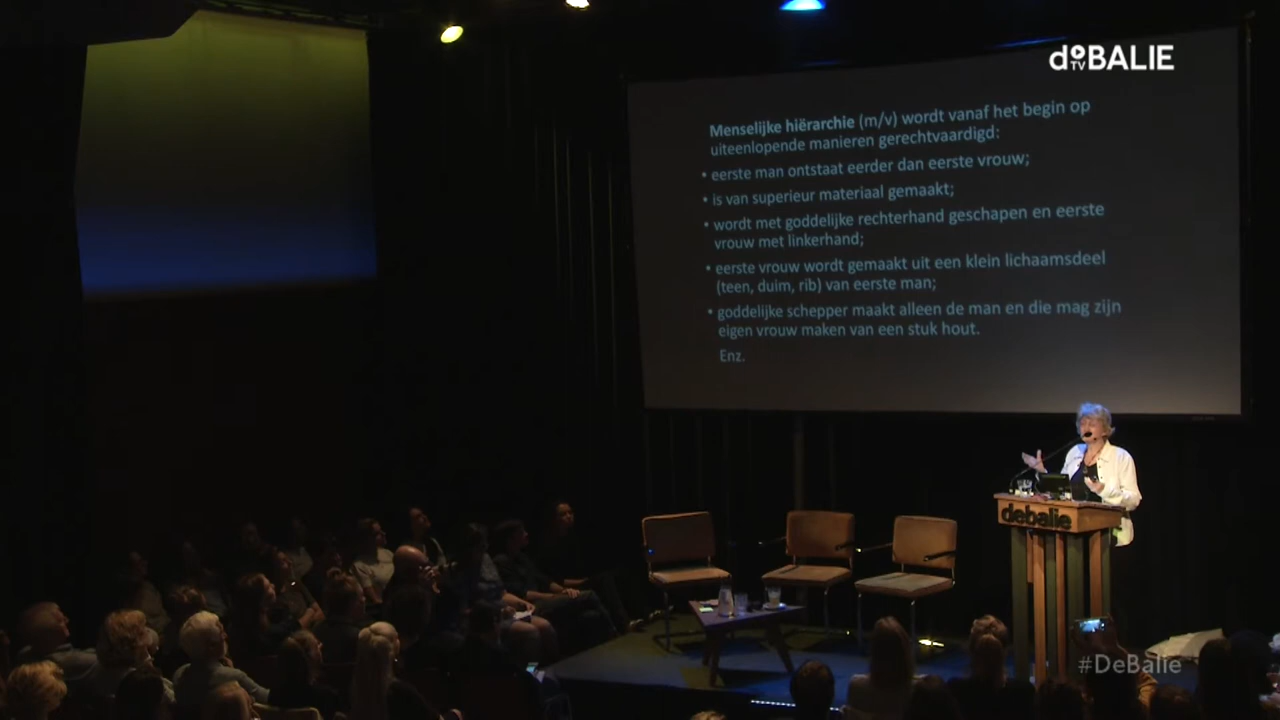 doBALIE
TV
Menselijke hiërarchie (m/v) wordt vanaf het begin op
uiteenlopende manieren gerechtvaardigd:
• eerste man ontstaat eerder dan eerste vrouw;
• is van superieur materiaal gemaakt;
• wordt met goddelijke rechterhand geschapen en eerste
vrouw met linkerhand;
• eerste vrouw wordt gemaakt uit een klein lichaamsdeel
(teen, duim, rib) van eerste man;
• goddelijke schepper maakt alleen de man en die mag zijn
eigen vrouw maken van een stuk hout.
Enz.
debalie
#DeBalie